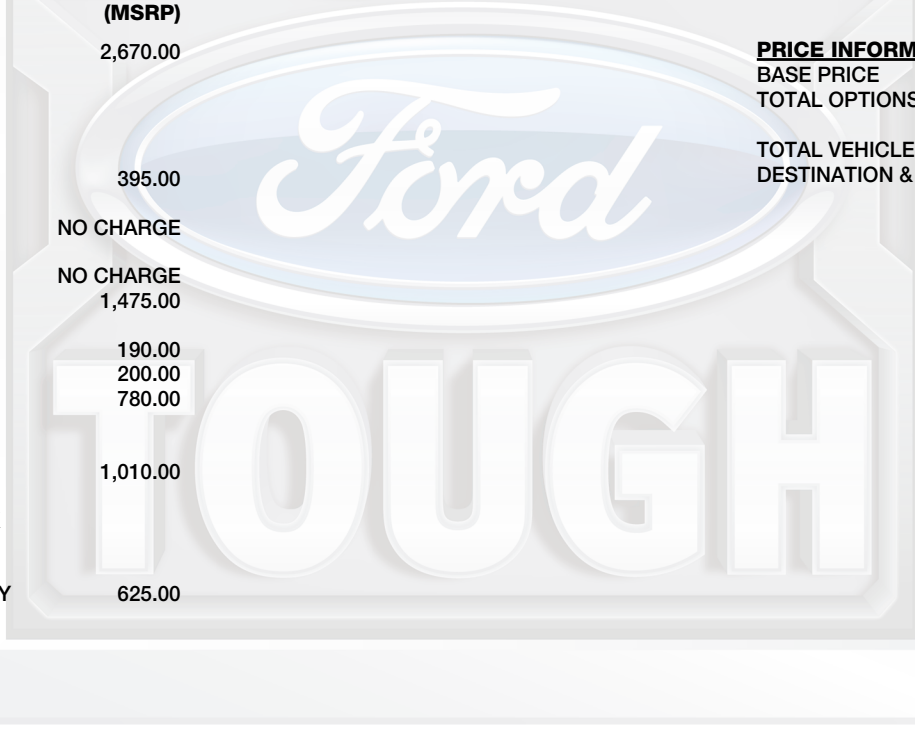 (MSRP)
2,670.00
395.00
NO CHARGE
NO CHARGE
1,475.00
190.00
200.00
780.00
1,010.00
Y 625.00
PRICE INFORM
BASE PRICE
TOTAL OPTIONS
TOTAL VEHICLE
DESTINATION &
Ford
TOUGH